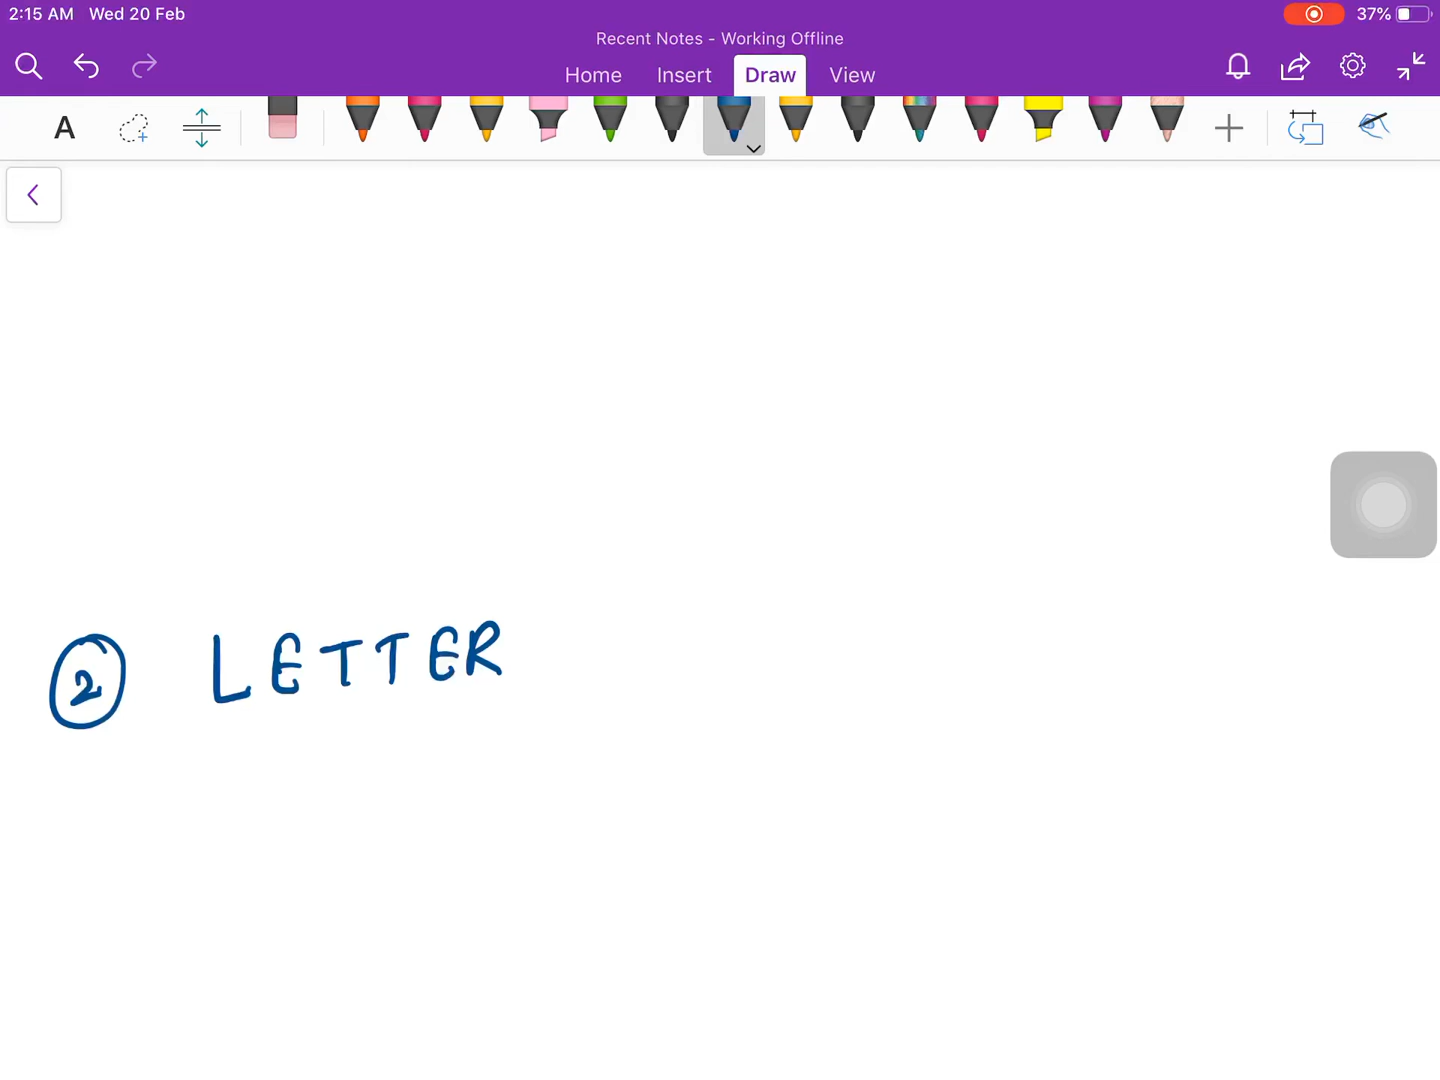 2:15 AM Wed 20 Feb
37%
Recent Notes - Working Offline
Home Insert Draw View
A
2 LETTER